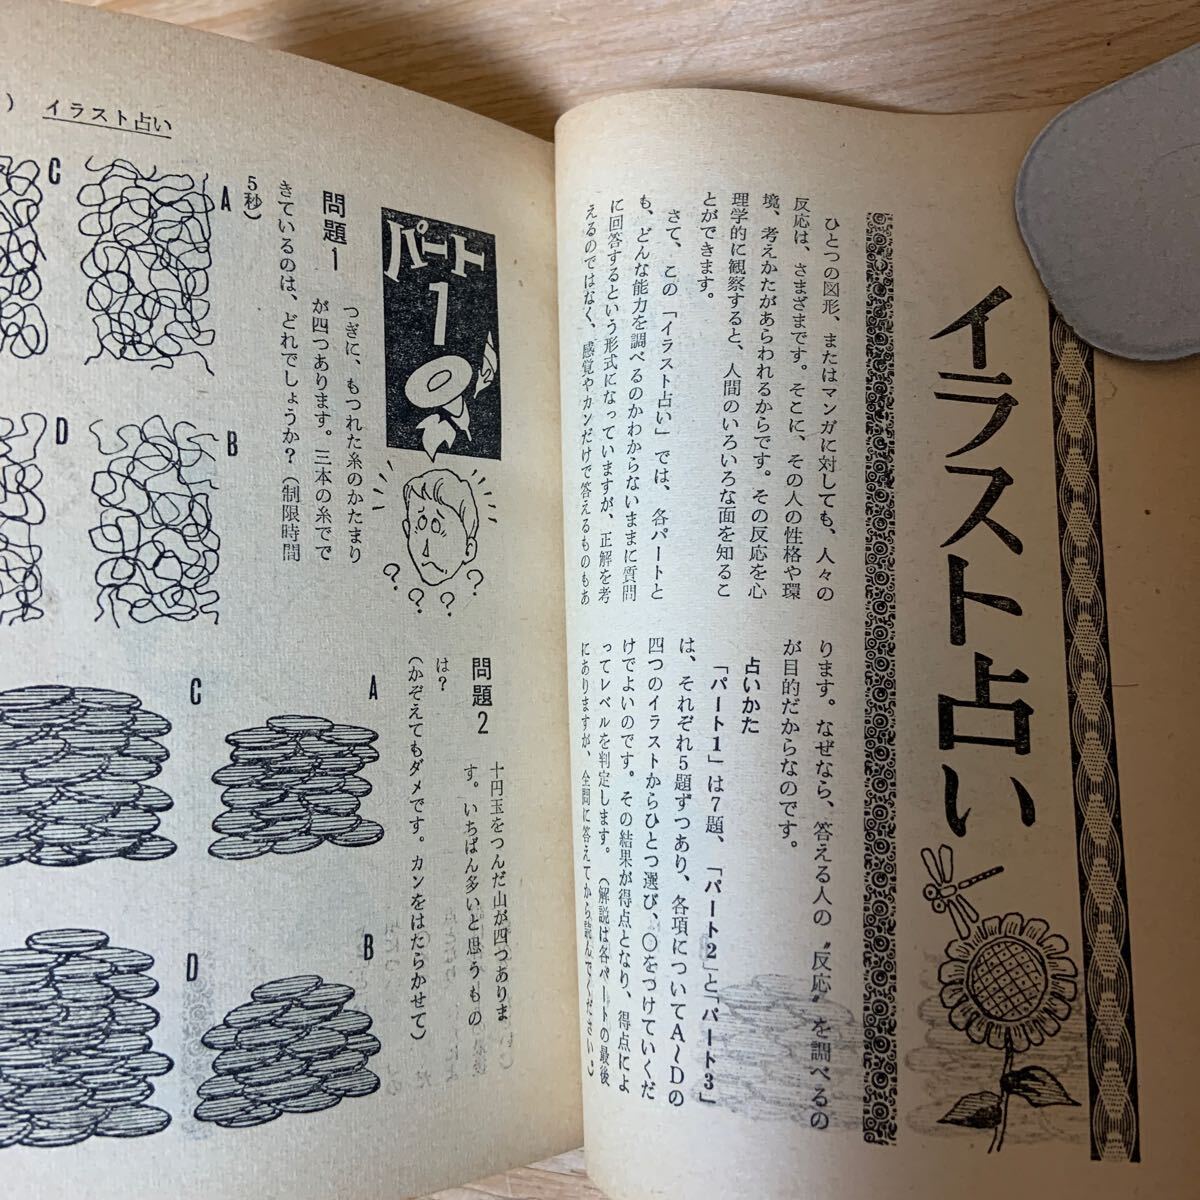 イラスト占い
ひとつの図形、またはマンガに対しても、人々の
反応は、さまざまです。そこに、その人の性格や環
境、考えかたがあらわれるからです。その反応を心
理学的に観察すると、人間のいろいろな面を知るこ
とができます。
さて、この「イラスト占い」では、各パートと
も、どんな能力を調べるのかわからないままに質問
に回答するという形式になっていますが、正解を考
えるのではなく、感覚やカンだけで答えるものもあ
ります。なぜなら、答える人の〝反応〟を調べるの
が目的だからなのです。
占いかた
「パート1」は7題、「パート2」と「パート3」
は、それぞれ5題ずつあり、各項についてA〜Dの
四つのイラストからひとつ選び、○をつけていくだ
けでよいのです。その結果が得点となり、得点によ
ってレベルを判定します。（解説は各パートの最後
にありますが、全問に答えてから読んでください。）
） イラスト占い
パート
1
？ ？ ？ ？
問題1
つぎに、もつれた糸のかたまり
が四つあります。三本の糸でで
きているのは、どれでしょうか？（制限時間
5秒）
A
B
C
D
問題2
十円玉をつんだ山が四つありま
す。いちばん多いと思うもの
は？
（かぞえてもダメです。カンをはたらかせて）
A
B
C
D